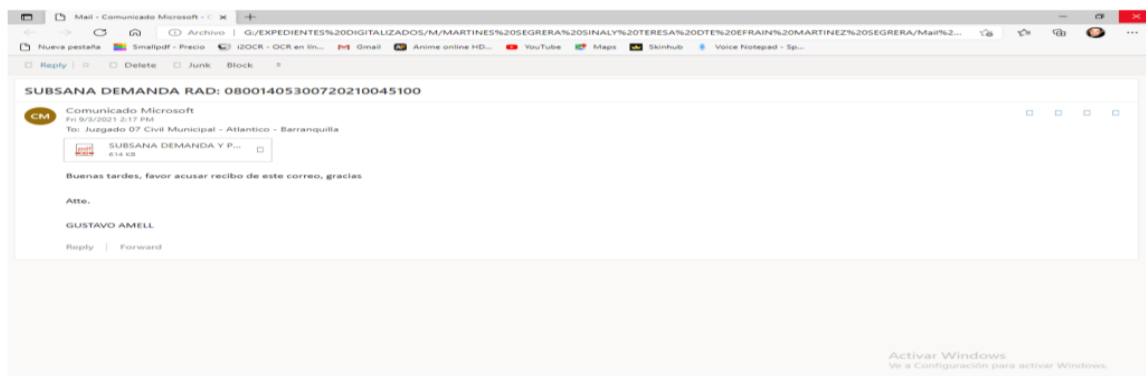 Mail - Comunicado Microsoft - C
Archivo | G:/EXPEDIENTES%20DIGITALIZADOS/M/MARTINES%20SEGRERA%20SINALY%20TERESA%20DTE%20EFRAIN%20MARTINEZ%20SEGRERA/Mail%2...
Nueva pestaña Smallpdf - Precio i2OCR - OCR en lín... Gmail Anime online HD... YouTube Maps Skinhub Voice Notepad - Sp...
Reply Delete Junk Block
SUBSANA DEMANDA RAD: 08001405300720210045100
CM Comunicado Microsoft
Fri 9/3/2021 2:17 PM
To: Juzgado 07 Civil Municipal - Atlantico - Barranquilla
SUBSANA DEMANDA Y P...
614 KB
Buenas tardes, favor acusar recibo de este correo, gracias
Atte.
GUSTAVO AMELL
Reply | Forward
Activar Windows
Ve a Configuración para activar Windows.